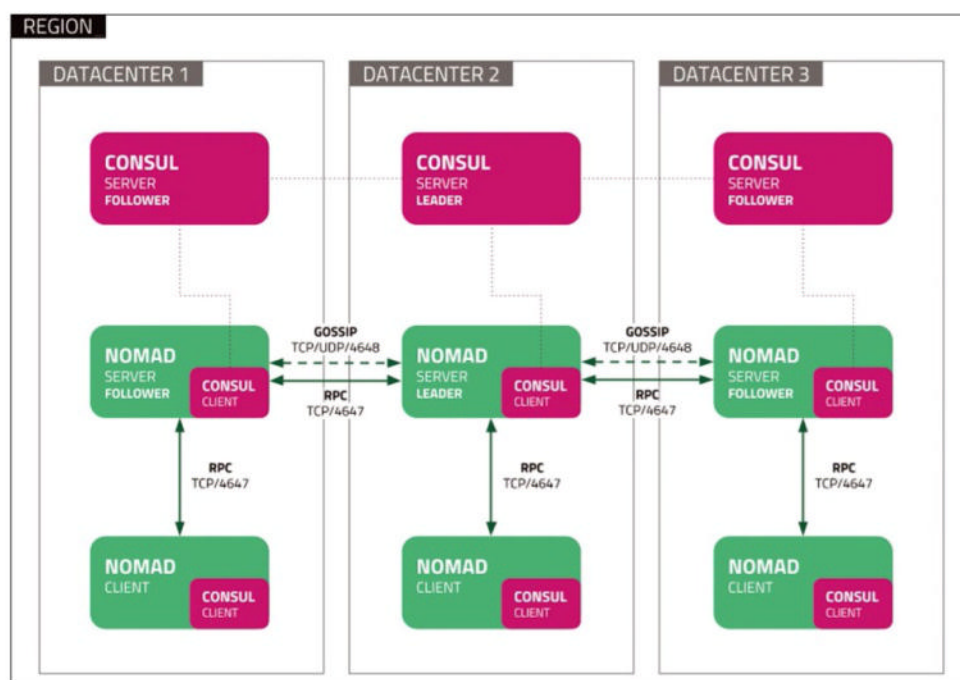 REGION
DATACENTER 1
DATACENTER 2
DATACENTER 3
CONSUL
SERVER
FOLLOWER
CONSUL
SERVER
LEADER
CONSUL
SERVER
FOLLOWER
NOMAD
SERVER
FOLLOWER
CONSUL
CLIENT
GOSSIP
TCP/UDP/4648
RPC
TCP/4647
NOMAD
SERVER
LEADER
CONSUL
CLIENT
GOSSIP
TCP/UDP/4648
RPC
TCP/4647
NOMAD
SERVER
FOLLOWER
CONSUL
CLIENT
RPC
TCP/4647
RPC
TCP/4647
RPC
TCP/4647
NOMAD
CLIENT
CONSUL
CLIENT
NOMAD
CLIENT
CONSUL
CLIENT
NOMAD
CLIENT
CONSUL
CLIENT